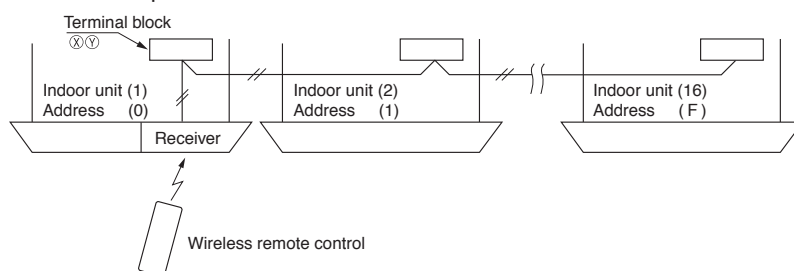 Terminal block
Ⓧ Ⓨ
Indoor unit (1)
Address (0)
Indoor unit (2)
Address (1)
Indoor unit (16)
Address ( F )
Receiver
Wireless remote control